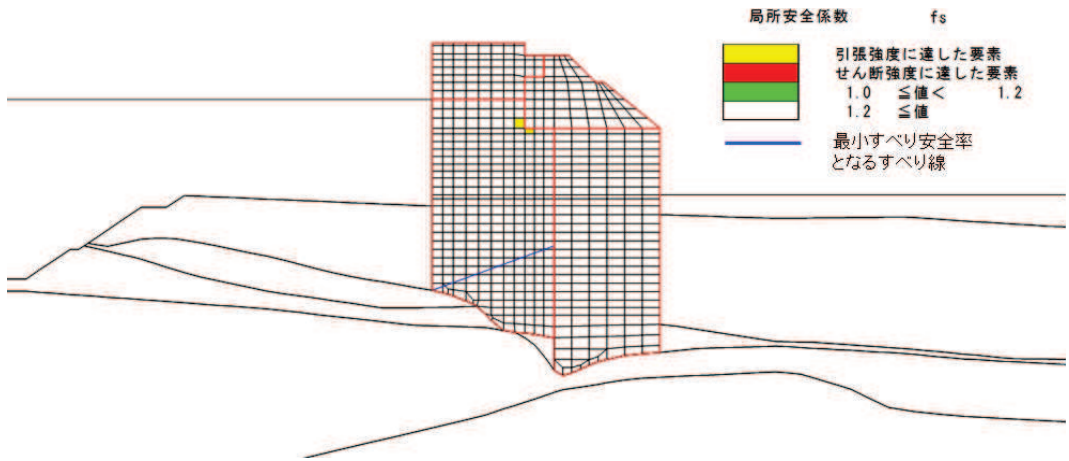 局所安全係数 fs
引張強度に達した要素
せん断強度に達した要素
1.0 ≦値< 1.2
1.2 ≦値
最小すべり安全率
となるすべり線